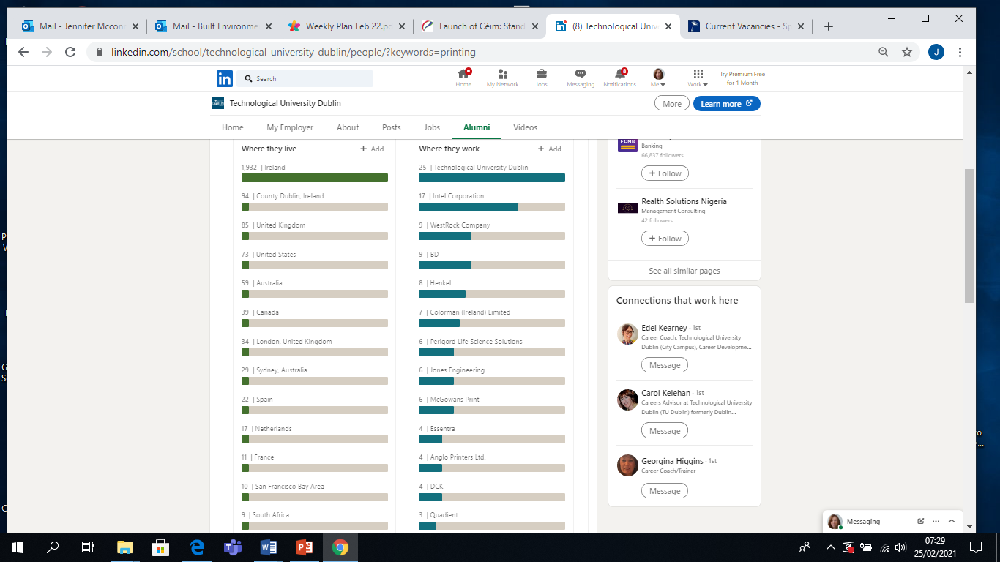 Mail - Jennifer Mcconr
Mail - Built Environme
Weekly Plan Feb 22.pd
Launch of Céim: Stand
(8) Technological Univ
Current Vacancies - Sp
linkedin.com/school/technological-university-dublin/people/?keywords=printing
J
in
Search
8
Home
My Network
Jobs
Messaging
Notifications
Me
Work
Try Premium Free
for 1 Month
Technological University Dublin
More
Learn more
Home
My Employer
About
Posts
Jobs
Alumni
Videos
Where they live
+ Add
1,932 | Ireland
94 | County Dublin, Ireland
85 | United Kingdom
73 | United States
59 | Australia
39 | Canada
34 | London, United Kingdom
29 | Sydney, Australia
22 | Spain
17 | Netherlands
11 | France
10 | San Francisco Bay Area
9 | South Africa
Where they work
+ Add
25 | Technological University Dublin
17 | Intel Corporation
9 | WestRock Company
9 | BD
8 | Henkel
7 | Colorman (Ireland) Limited
6 | Perigord Life Science Solutions
6 | Jones Engineering
6 | McGowans Print
4 | Essentra
4 | Anglo Printers Ltd.
4 | DCK
3 | Quadient
FCMB
Banking
66,837 followers
+ Follow
Realth Solutions Nigeria
Management Consulting
42 followers
+ Follow
See all similar pages
Connections that work here
Edel Kearney · 1st
Career Coach, Technological University
Dublin (City Campus), Career Developme...
Message
Carol Kelehan · 1st
Careers Advisor at Technological University
Dublin (TU Dublin) formerly Dublin...
Message
Georgina Higgins · 1st
Career Coach/Trainer
Message
Messaging
07:29
25/02/2021